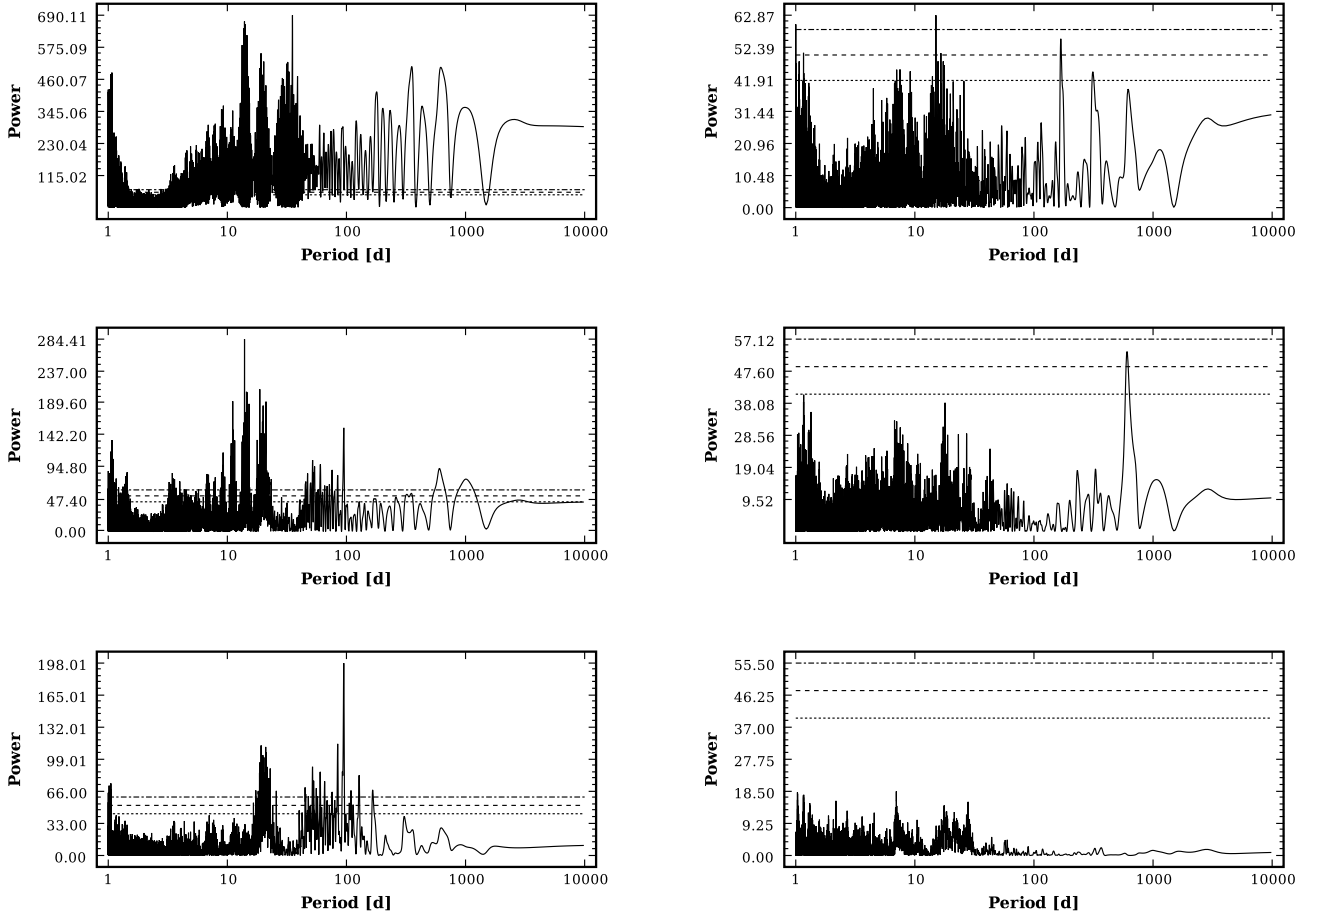 690.11
575.09
460.07
345.06
230.04
115.02
Power
1 10 100 1000 10000
Period [d]
62.87
52.39
41.91
31.44
20.96
10.48
0.00
Power
1 10 100 1000 10000
Period [d]
284.41
237.00
189.60
142.20
94.80
47.40
0.00
Power
1 10 100 1000 10000
Period [d]
57.12
47.60
38.08
28.56
19.04
9.52
Power
1 10 100 1000 10000
Period [d]
198.01
165.01
132.01
99.01
66.00
33.00
0.00
Power
1 10 100 1000 10000
Period [d]
55.50
46.25
37.00
27.75
18.50
9.25
0.00
Power
1 10 100 1000 10000
Period [d]